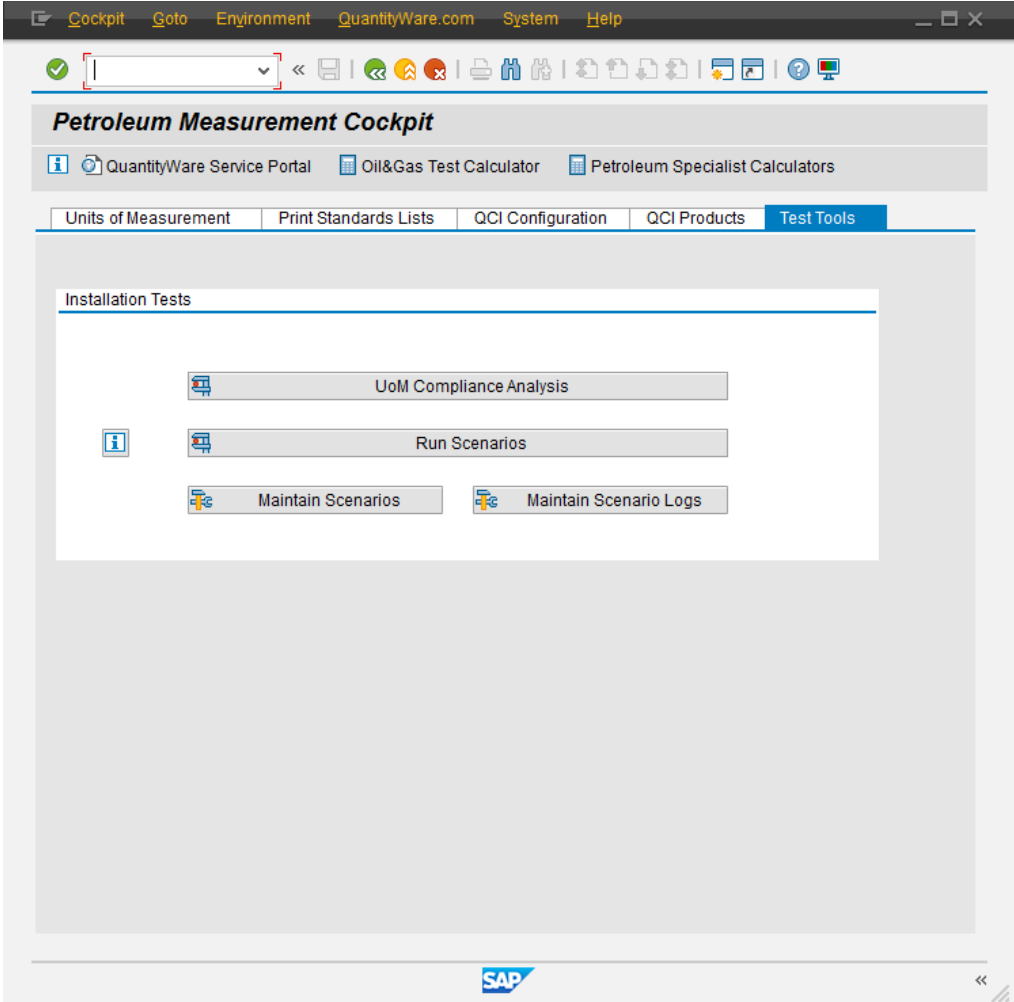 Cockpit Goto Environment QuantityWare.com System Help
Petroleum Measurement Cockpit
QuantityWare Service Portal Oil&Gas Test Calculator Petroleum Specialist Calculators
Units of Measurement Print Standards Lists QCI Configuration QCI Products Test Tools
Installation Tests
UoM Compliance Analysis
Run Scenarios
Maintain Scenarios Maintain Scenario Logs
SAP